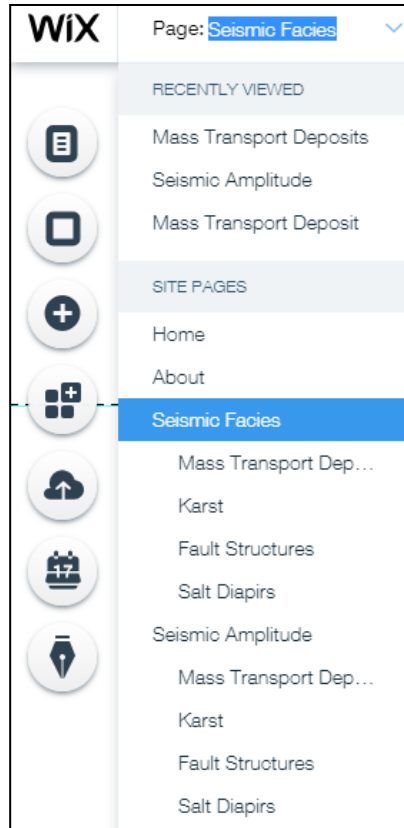 WiX
Page: Seismic Facies
RECENTLY VIEWED
Mass Transport Deposits
Seismic Amplitude
Mass Transport Deposit
SITE PAGES
Home
About
Seismic Facies
Mass Transport Dep...
Karst
Fault Structures
Salt Diapirs
Seismic Amplitude
Mass Transport Dep...
Karst
Fault Structures
Salt Diapirs
17